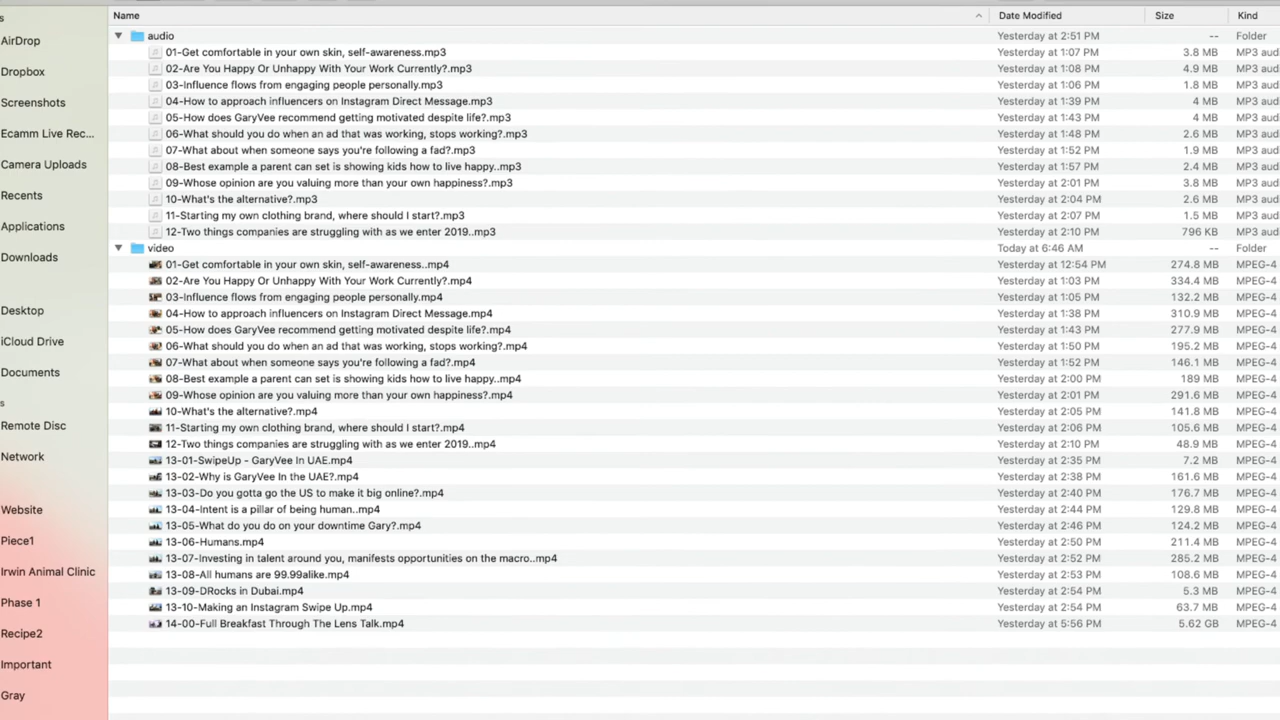 s
AirDrop
Dropbox
Screenshots
Ecamm Live Rec...
Camera Uploads
Recents
Applications
Downloads
Desktop
iCloud Drive
Documents
s
Remote Disc
Network
Website
Piece1
Irwin Animal Clinic
Phase 1
Recipe2
Important
Gray
Name Date Modified Size Kind
audio Yesterday at 2:51 PM -- Folder
01-Get comfortable in your own skin, self-awareness.mp3 Yesterday at 1:07 PM 3.8 MB MP3 aud
02-Are You Happy Or Unhappy With Your Work Currently?.mp3 Yesterday at 1:08 PM 4.9 MB MP3 aud
03-Influence flows from engaging people personally.mp3 Yesterday at 1:06 PM 1.8 MB MP3 aud
04-How to approach influencers on Instagram Direct Message.mp3 Yesterday at 1:39 PM 4 MB MP3 aud
05-How does GaryVee recommend getting motivated despite life?.mp3 Yesterday at 1:43 PM 4 MB MP3 aud
06-What should you do when an ad that was working, stops working?.mp3 Yesterday at 1:48 PM 2.6 MB MP3 aud
07-What about when someone says you're following a fad?.mp3 Yesterday at 1:52 PM 1.9 MB MP3 aud
08-Best example a parent can set is showing kids how to live happy..mp3 Yesterday at 1:57 PM 2.4 MB MP3 aud
09-Whose opinion are you valuing more than your own happiness?.mp3 Yesterday at 2:01 PM 3.8 MB MP3 aud
10-What's the alternative?.mp3 Yesterday at 2:04 PM 2.6 MB MP3 aud
11-Starting my own clothing brand, where should I start?.mp3 Yesterday at 2:07 PM 1.5 MB MP3 aud
12-Two things companies are struggling with as we enter 2019..mp3 Yesterday at 2:10 PM 796 KB MP3 aud
video Today at 6:46 AM -- Folder
01-Get comfortable in your own skin, self-awareness..mp4 Yesterday at 12:54 PM 274.8 MB MPEG-4
02-Are You Happy Or Unhappy With Your Work Currently?.mp4 Yesterday at 1:03 PM 334.4 MB MPEG-4
03-Influence flows from engaging people personally.mp4 Yesterday at 1:05 PM 132.2 MB MPEG-4
04-How to approach influencers on Instagram Direct Message.mp4 Yesterday at 1:38 PM 310.9 MB MPEG-4
05-How does GaryVee recommend getting motivated despite life?.mp4 Yesterday at 1:43 PM 277.9 MB MPEG-4
06-What should you do when an ad that was working, stops working?.mp4 Yesterday at 1:50 PM 195.2 MB MPEG-4
07-What about when someone says you're following a fad?.mp4 Yesterday at 1:52 PM 146.1 MB MPEG-4
08-Best example a parent can set is showing kids how to live happy..mp4 Yesterday at 2:00 PM 189 MB MPEG-4
09-Whose opinion are you valuing more than your own happiness?.mp4 Yesterday at 2:01 PM 291.6 MB MPEG-4
10-What's the alternative?.mp4 Yesterday at 2:05 PM 141.8 MB MPEG-4
11-Starting my own clothing brand, where should I start?.mp4 Yesterday at 2:06 PM 105.6 MB MPEG-4
12-Two things companies are struggling with as we enter 2019..mp4 Yesterday at 2:10 PM 48.9 MB MPEG-4
13-01-SwipeUp - GaryVee In UAE.mp4 Yesterday at 2:35 PM 7.2 MB MPEG-4
13-02-Why is GaryVee In the UAE?.mp4 Yesterday at 2:38 PM 161.6 MB MPEG-4
13-03-Do you gotta go the US to make it big online?.mp4 Yesterday at 2:40 PM 176.7 MB MPEG-4
13-04-Intent is a pillar of being human..mp4 Yesterday at 2:44 PM 129.8 MB MPEG-4
13-05-What do you do on your downtime Gary?.mp4 Yesterday at 2:46 PM 124.2 MB MPEG-4
13-06-Humans.mp4 Yesterday at 2:50 PM 211.4 MB MPEG-4
13-07-Investing in talent around you, manifests opportunities on the macro..mp4 Yesterday at 2:52 PM 285.2 MB MPEG-4
13-08-All humans are 99.99alike.mp4 Yesterday at 2:53 PM 108.6 MB MPEG-4
13-09-DRocks in Dubai.mp4 Yesterday at 2:54 PM 5.3 MB MPEG-4
13-10-Making an Instagram Swipe Up.mp4 Yesterday at 2:54 PM 63.7 MB MPEG-4
14-00-Full Breakfast Through The Lens Talk.mp4 Yesterday at 5:56 PM 5.62 GB MPEG-4